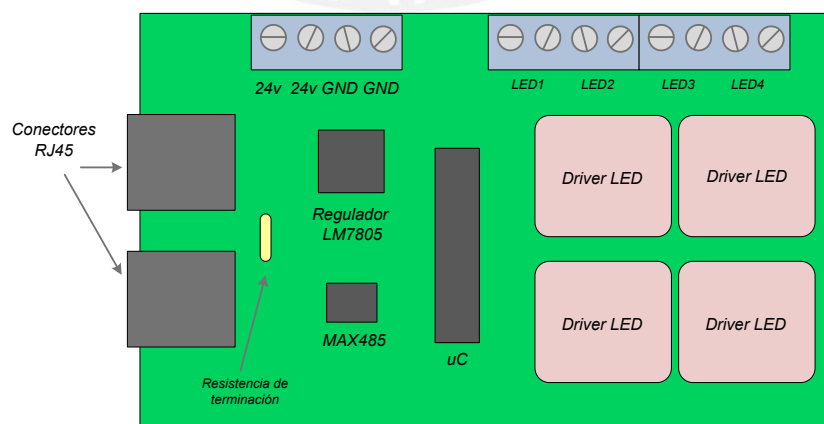 24v 24v GND GND
LED1 LED2 LED3 LED4
Conectores
RJ45
Driver LED
Driver LED
Regulador
LM7805
MAX485
uC
Driver LED
Driver LED
Resistencia de
terminación